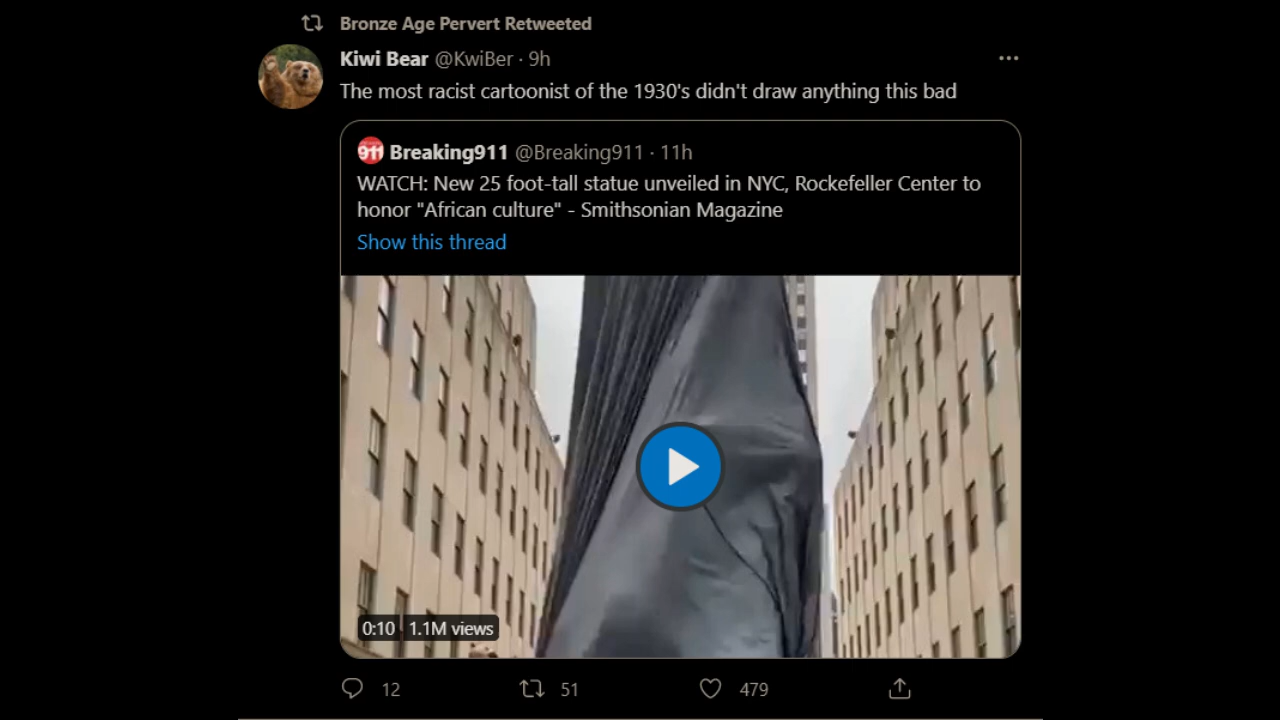 Bronze Age Pervert Retweeted
Kiwi Bear @KwiBer · 9h
The most racist cartoonist of the 1930's didn't draw anything this bad
911 Breaking911 @Breaking911 · 11h
WATCH: New 25 foot-tall statue unveiled in NYC, Rockefeller Center to
honor "African culture" - Smithsonian Magazine
Show this thread
0:10 1.1M views
12 51 479